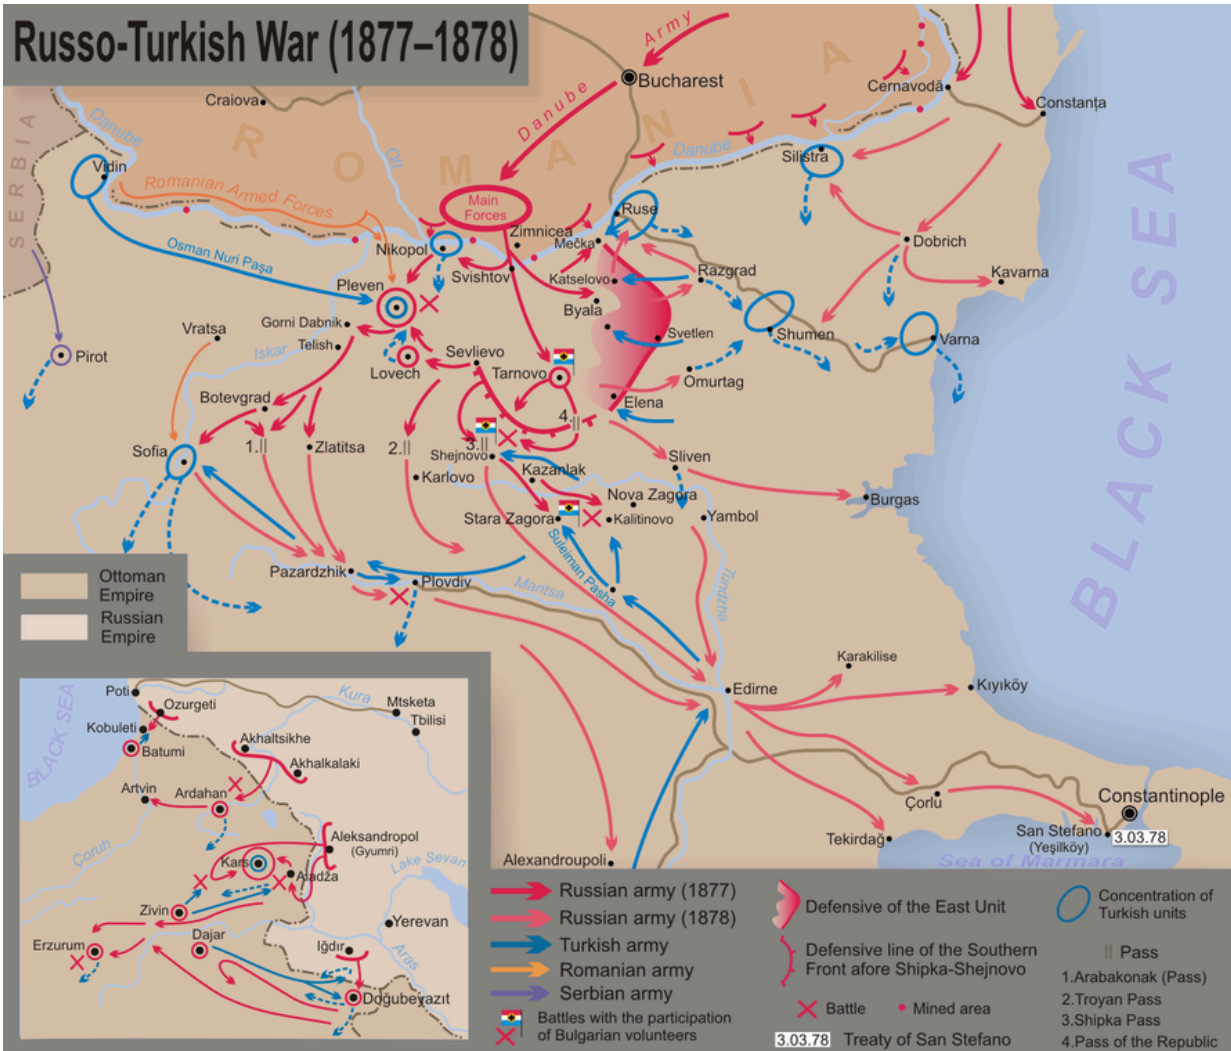 Russo-Turkish War (1877–1878)
Army
Bucharest
Danube
Craiova
Cernavodă
Constanța
ROMANIA
SERBIA
Danube
Olt
Danube
Silistra
Vidin
Romanian Armed Forces
Main
Forces
Ruse
Zimnicea
Mečka
Dobrich
Osman Nuri Paşa
Nikopol
Svishtov
Katselovo
Razgrad
Kavarna
Pleven
Byala
Gorni Dabnik
Vratsa
Iskar
Telish
Svetlen
Shumen
Varna
Pirot
Lovech
Sevlievo
Tarnovo
Omurtag
Botevgrad
Elena
BLACK SEA
Sofia
1.
Zlatitsa
2.
3.
4.
Shejnovo
Karlovo
Kazanlak
Sliven
Nova Zagora
Burgas
Stara Zagora
Kalitinovo
Yambol
Pazardzhik
Plovdiv
Suleiman Pasha
Maritsa
Tundzha
Ottoman
Empire
Russian
Empire
Karakilise
Edirne
Kıyıköy
Çorlu
Constantinople
Tekirdağ
San Stefano
(Yeşilköy)
3.03.78
Sea of Marmara
Alexandroupoli
BLACK SEA
Poti
Kura
Ozurgeti
Mtsketa
Tbilisi
Kobuleti
Batumi
Akhaltsikhe
Akhalkalaki
Artvin
Ardahan
Çoruh
Aleksandropol
(Gyumri)
Kars
Lake Sevan
Aladža
Zivin
Yerevan
Erzurum
Dajar
Iğdır
Aras
Doğubeyazıt
Russian army (1877)
Russian army (1878)
Turkish army
Romanian army
Serbian army
Battles with the participation
of Bulgarian volunteers
Defensive of the East Unit
Defensive line of the Southern
Front afore Shipka-Shejnovo
Battle
Mined area
3.03.78 Treaty of San Stefano
Concentration of
Turkish units
Pass
1.Arabakonak (Pass)
2.Troyan Pass
3.Shipka Pass
4.Pass of the Republic